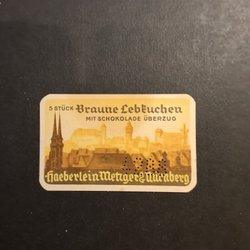 5 STÜCK Braune Lebkuchen
MIT SCHOKOLADE ÜBERZUG
Haeberlein Metzger Nürnberg